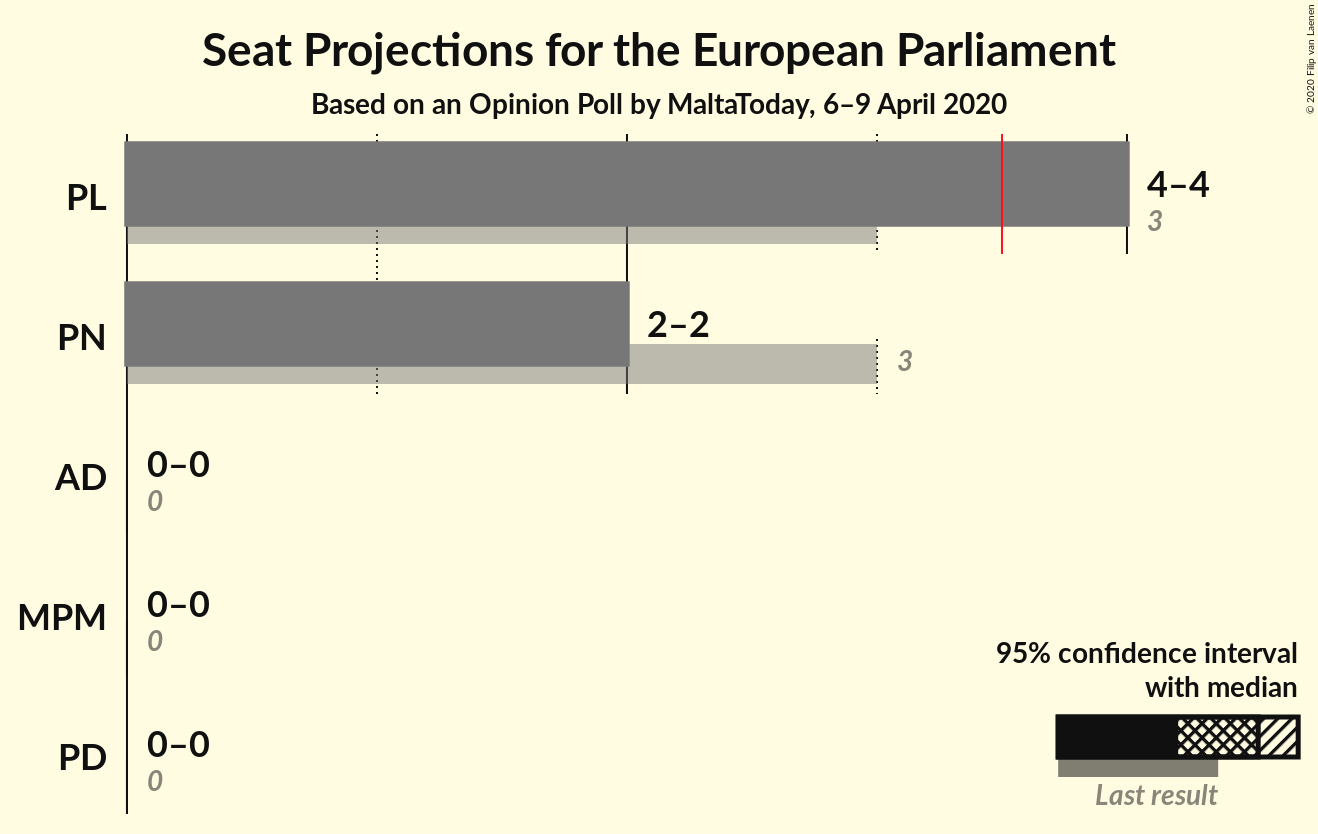 Seat Projections for the European Parliament
Based on an Opinion Poll by MaltaToday, 6–9 April 2020
© 2020 Filip van Laenen
PL
4–4
3
PN
2–2
3
AD
0–0
0
MPM
0–0
0
PD
0–0
0
95% confidence interval
with median
Last result